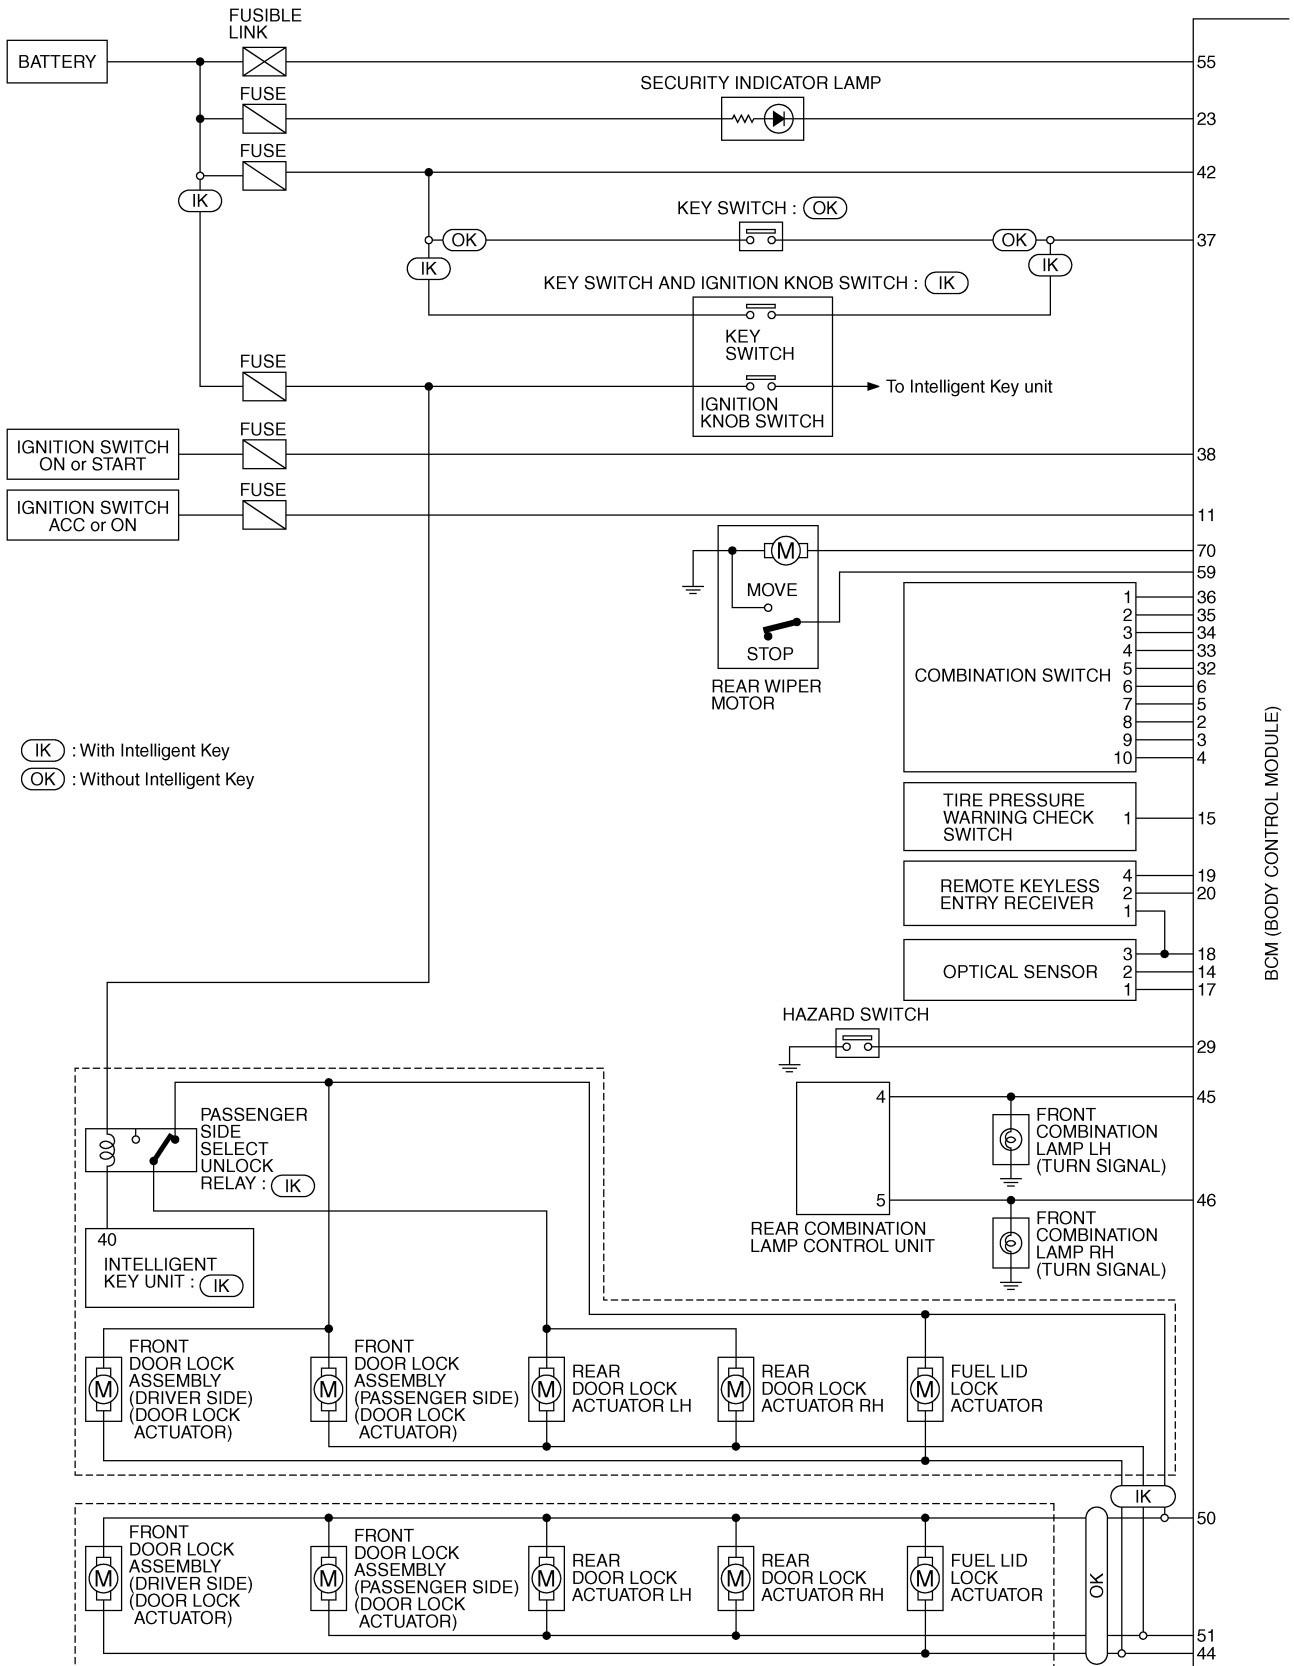 FUSIBLE
LINK
BATTERY
55
SECURITY INDICATOR LAMP
FUSE
23
FUSE
42
IK
KEY SWITCH : OK
OK
OK
37
IK
IK
KEY SWITCH AND IGNITION KNOB SWITCH : IK
KEY
SWITCH
FUSE
To Intelligent Key unit
IGNITION
KNOB SWITCH
FUSE
IGNITION SWITCH
ON or START
38
FUSE
IGNITION SWITCH
ACC or ON
11
M
70
59
MOVE
STOP
REAR WIPER
MOTOR
COMBINATION SWITCH
1 36
2 35
3 34
4 33
5 32
6 6
7 5
8 2
9 3
10 4
IK : With Intelligent Key
OK : Without Intelligent Key
BCM (BODY CONTROL MODULE)
TIRE PRESSURE
WARNING CHECK
SWITCH
1 15
REMOTE KEYLESS
ENTRY RECEIVER
4 19
2 20
1
OPTICAL SENSOR
3 18
2 14
1 17
HAZARD SWITCH
29
4 45
FRONT
COMBINATION
LAMP LH
(TURN SIGNAL)
5 46
REAR COMBINATION
LAMP CONTROL UNIT
FRONT
COMBINATION
LAMP RH
(TURN SIGNAL)
PASSENGER
SIDE
SELECT
UNLOCK
RELAY : IK
40
INTELLIGENT
KEY UNIT : IK
M
FRONT
DOOR LOCK
ASSEMBLY
(DRIVER SIDE)
(DOOR LOCK
ACTUATOR)
M
FRONT
DOOR LOCK
ASSEMBLY
(PASSENGER SIDE)
(DOOR LOCK
ACTUATOR)
M
REAR
DOOR LOCK
ACTUATOR LH
M
REAR
DOOR LOCK
ACTUATOR RH
M
FUEL LID
LOCK
ACTUATOR
IK
50
M
FRONT
DOOR LOCK
ASSEMBLY
(DRIVER SIDE)
(DOOR LOCK
ACTUATOR)
M
FRONT
DOOR LOCK
ASSEMBLY
(PASSENGER SIDE)
(DOOR LOCK
ACTUATOR)
M
REAR
DOOR LOCK
ACTUATOR LH
M
REAR
DOOR LOCK
ACTUATOR RH
M
FUEL LID
LOCK
ACTUATOR
OK
51
44